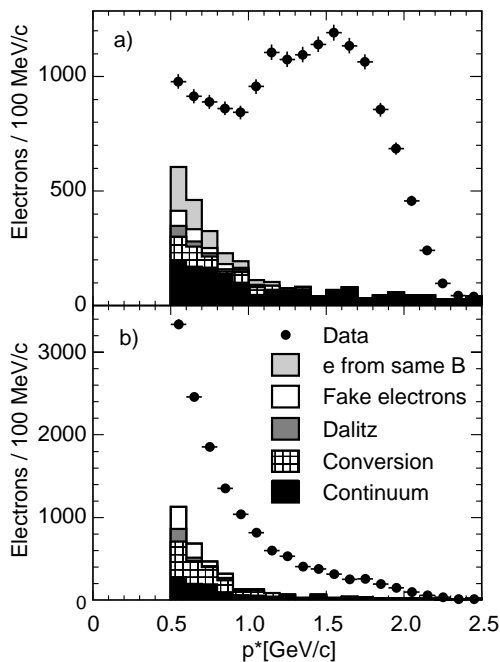 a)
Electrons / 100 MeV/c
1000
500
0
b)
Electrons / 100 MeV/c
3000
2000
1000
0
Data
e from same B
Fake electrons
Dalitz
Conversion
Continuum
0
0.5
1.0
1.5
2.0
2.5
p*[GeV/c]